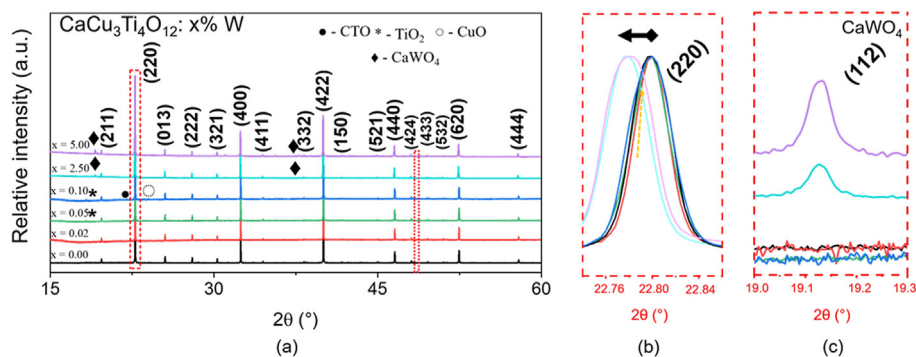 (a)
CaCu₃Ti₄O₁₂: x% W
● - CTO * - TiO₂ ○ - CuO
◆ - CaWO₄
Relative intensity (a.u.)
(211)
(220)
(013)
(222)
(321)
(400)
(411)
(332)
(422)
(150)
(521)
(440)
(424)
(433)
(532)
(620)
(444)
x = 5.00
x = 2.50
x = 0.10
x = 0.05
x = 0.02
x = 0.00
15 30 45 60
2θ (°)
(a)
(b)
(220)
22.76 22.80 22.84
2θ (°)
(b)
(c)
CaWO₄
(112)
19.0 19.1 19.2 19.3
2θ (°)
(c)